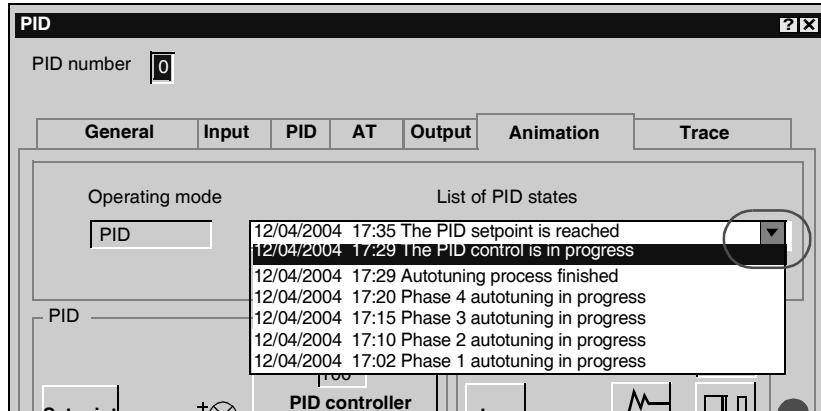 PID ? X
PID number 0
General Input PID AT Output Animation Trace
Operating mode List of PID states
PID
12/04/2004 17:35 The PID setpoint is reached
12/04/2004 17:29 The PID control is in progress
12/04/2004 17:29 Autotuning process finished
12/04/2004 17:20 Phase 4 autotuning in progress
12/04/2004 17:15 Phase 3 autotuning in progress
12/04/2004 17:10 Phase 2 autotuning in progress
12/04/2004 17:02 Phase 1 autotuning in progress
PID
100
PID controller